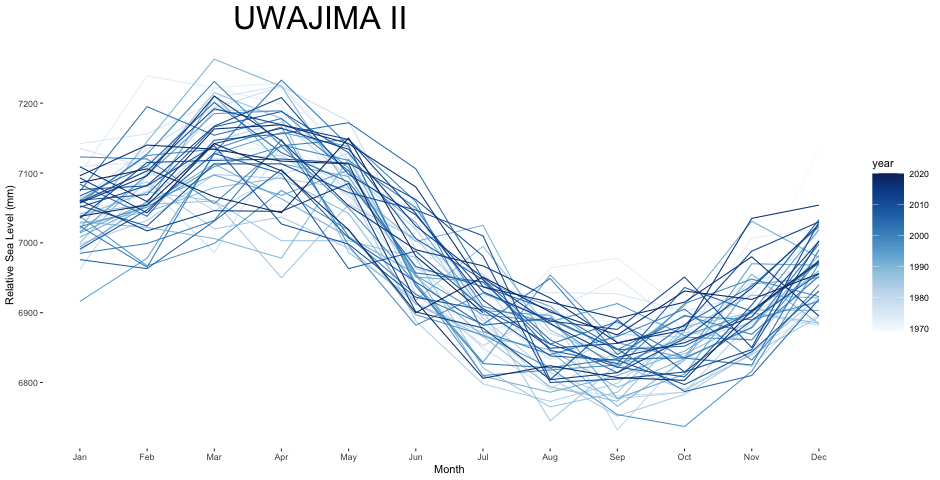 UWAJIMA II
Relative Sea Level (mm)
7200
7100
7000
6900
6800
Jan Feb Mar Apr May Jun Jul Aug Sep Oct Nov Dec
Month
year
2020
2010
2000
1990
1980
1970